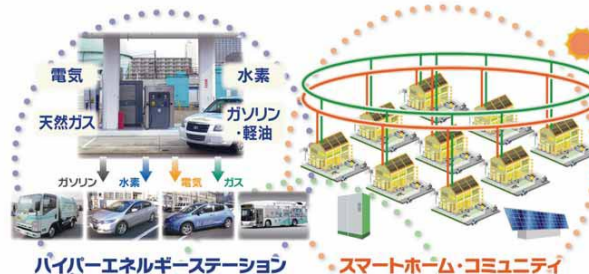 電気
水素
天然ガス
ガソリン
・軽油
ガソリン 水素 電気 ガス
ハイパーエネルギーステーション
スマートホーム・コミュニティ